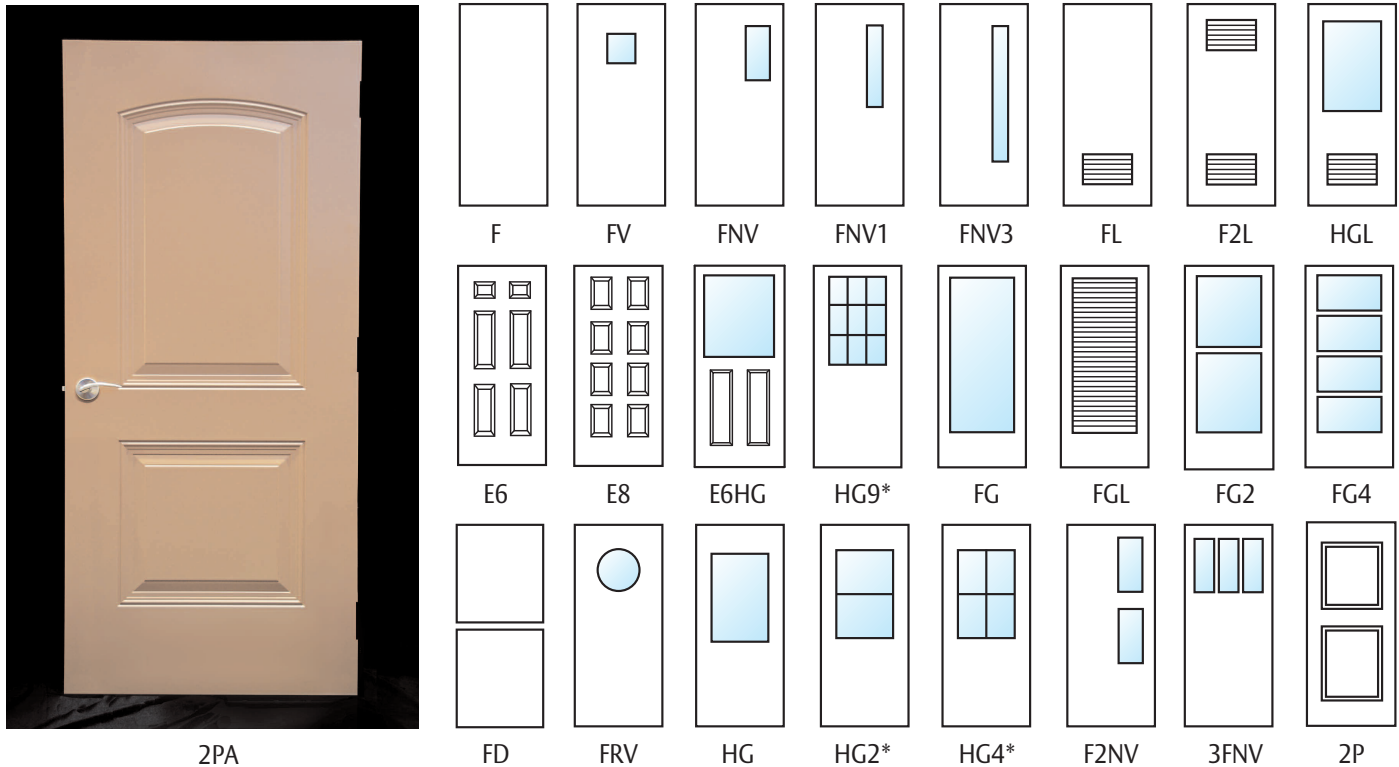 F FV FNV FNV1 FNV3 FL F2L HGL
E6 E8 E6HG HG9* FG FGL FG2 FG4
2PA FD FRV HG HG2* HG4* F2NV 3FNV 2P